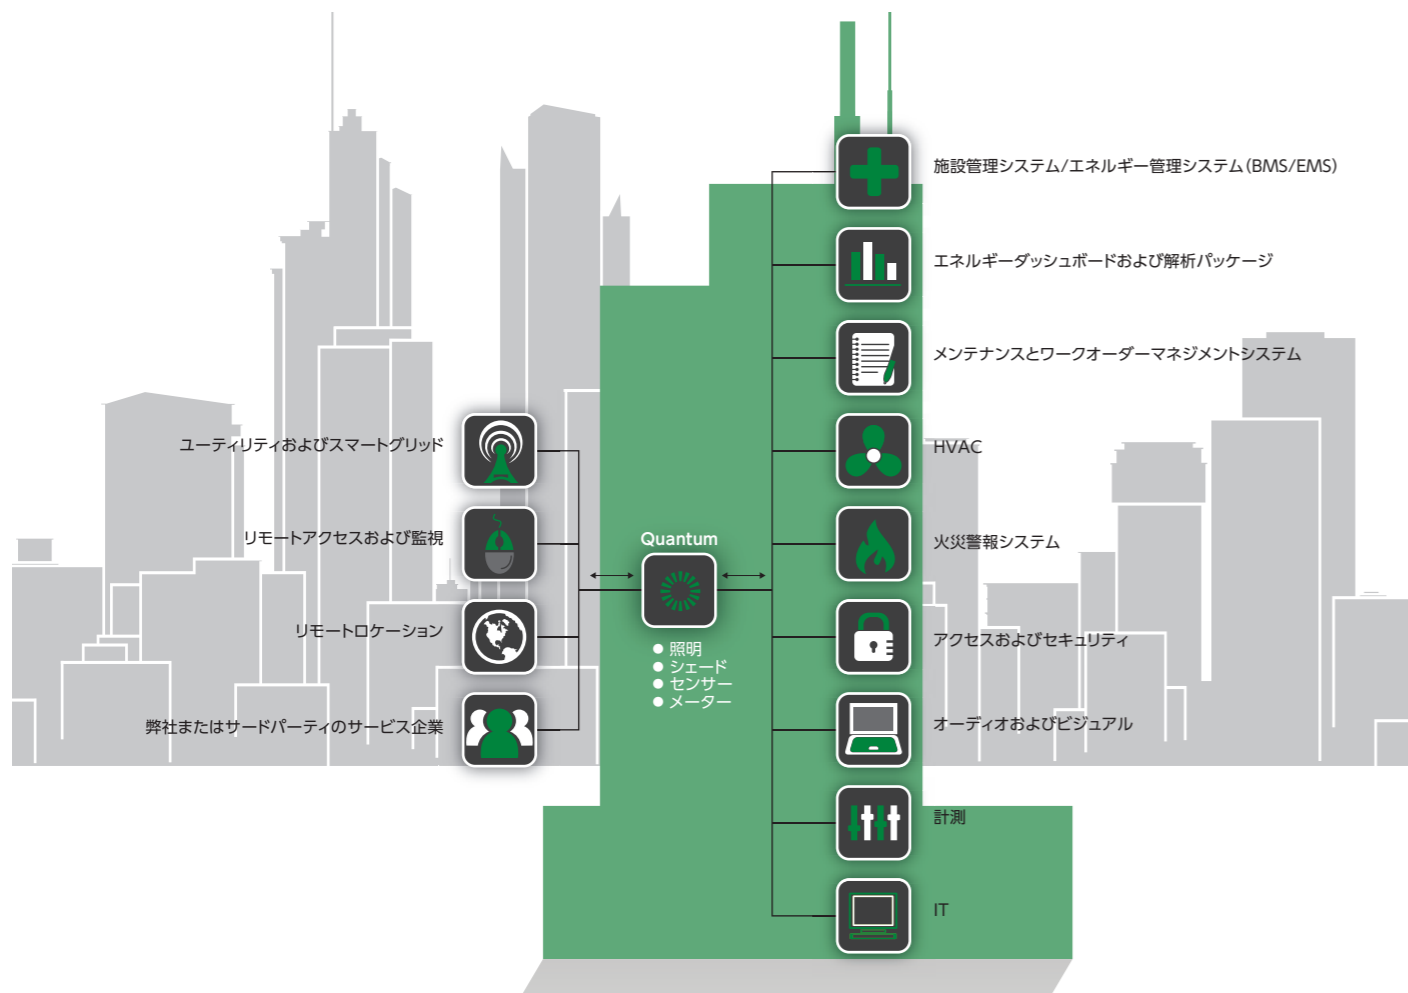 施設管理システム/エネルギー管理システム(BMS/EMS)
エネルギーダッシュボードおよび解析パッケージ
メンテナンスとワークオーダーマネジメントシステム
HVAC
火災警報システム
アクセスおよびセキュリティ
オーディオおよびビジュアル
計測
IT
ユーティリティおよびスマートグリッド
リモートアクセスおよび監視
リモートロケーション
弊社またはサードパーティのサービス企業
Quantum
● 照明
● シェード
● センサー
● メーター